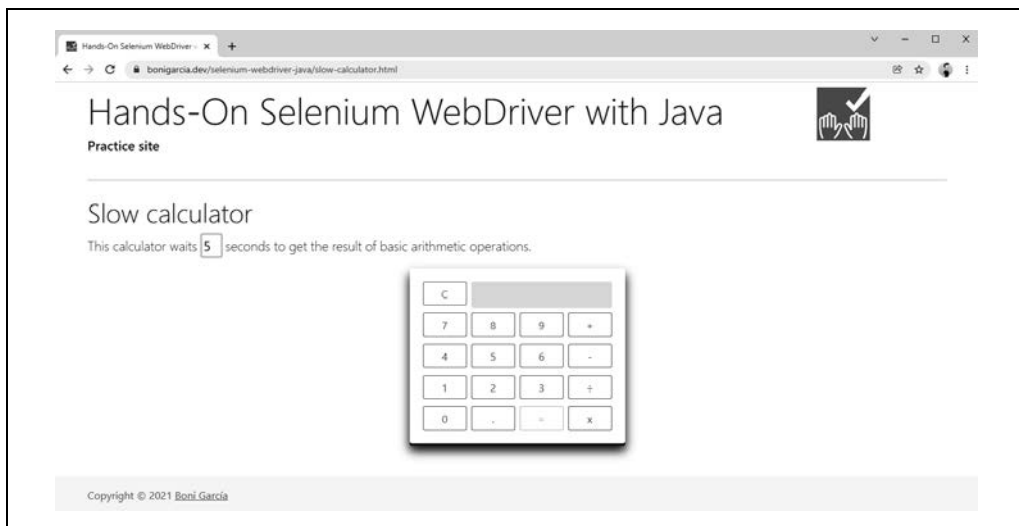 Hands-On Selenium WebDriver -
bonigarcia.dev/selenium-webdriver-java/slow-calculator.html
Hands-On Selenium WebDriver with Java
Practice site
Slow calculator
This calculator waits 5 seconds to get the result of basic arithmetic operations.
C
7 8 9 +
4 5 6 -
1 2 3 ÷
0 . = x
Copyright © 2021 Boni García